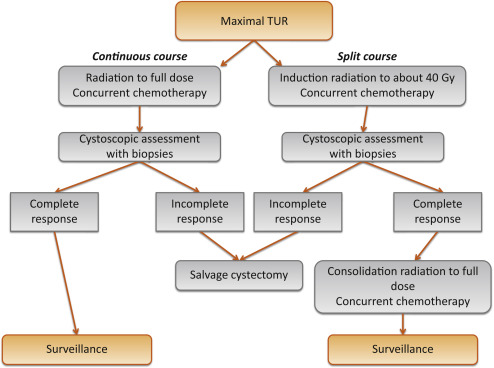 Maximal TUR
Continuous course
Split course
Radiation to full dose
Concurrent chemotherapy
Induction radiation to about 40 Gy
Concurrent chemotherapy
Cystoscopic assessment
with biopsies
Cystoscopic assessment
with biopsies
Complete
response
Incomplete
response
Incomplete
response
Complete
response
Salvage cystectomy
Consolidation radiation to full
dose
Concurrent chemotherapy
Surveillance
Surveillance